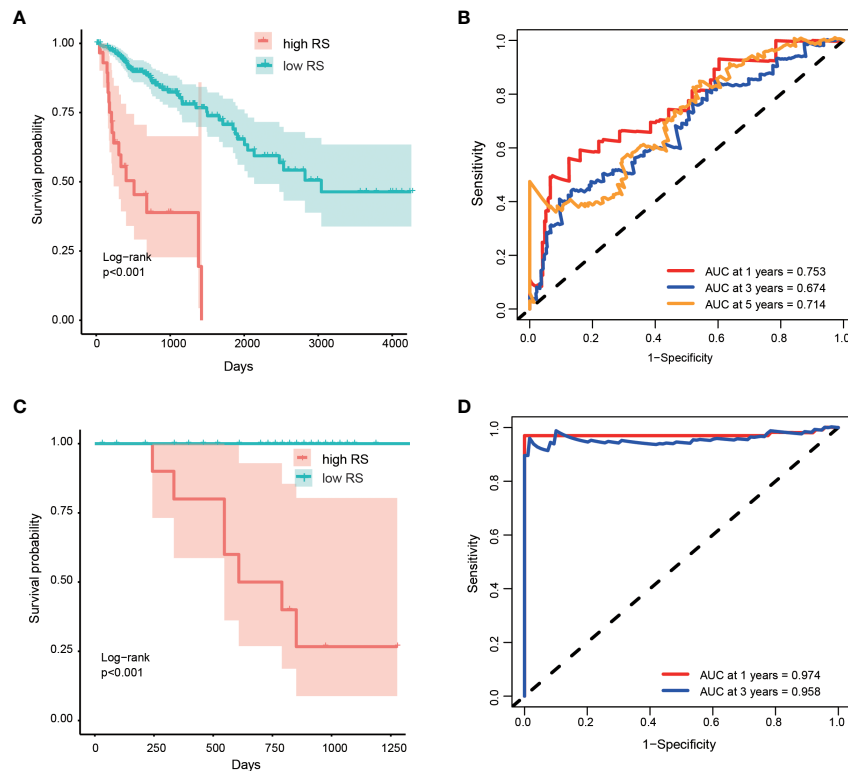 A
1.00
0.75
0.50
0.25
0.00
Survival probability
high RS
low RS
Log-rank
p<0.001
0
1000
2000
3000
4000
Days
B
1.0
0.8
0.6
0.4
0.2
0.0
Sensitivity
AUC at 1 years = 0.753
AUC at 3 years = 0.674
AUC at 5 years = 0.714
0.0
0.2
0.4
0.6
0.8
1.0
1-Specificity
C
1.00
0.75
0.50
0.25
0.00
Survival probability
high RS
low RS
Log-rank
p<0.001
0
250
500
750
1000
1250
Days
D
1.0
0.8
0.6
0.4
0.2
0.0
Sensitivity
AUC at 1 years = 0.974
AUC at 3 years = 0.958
0.0
0.2
0.4
0.6
0.8
1.0
1-Specificity